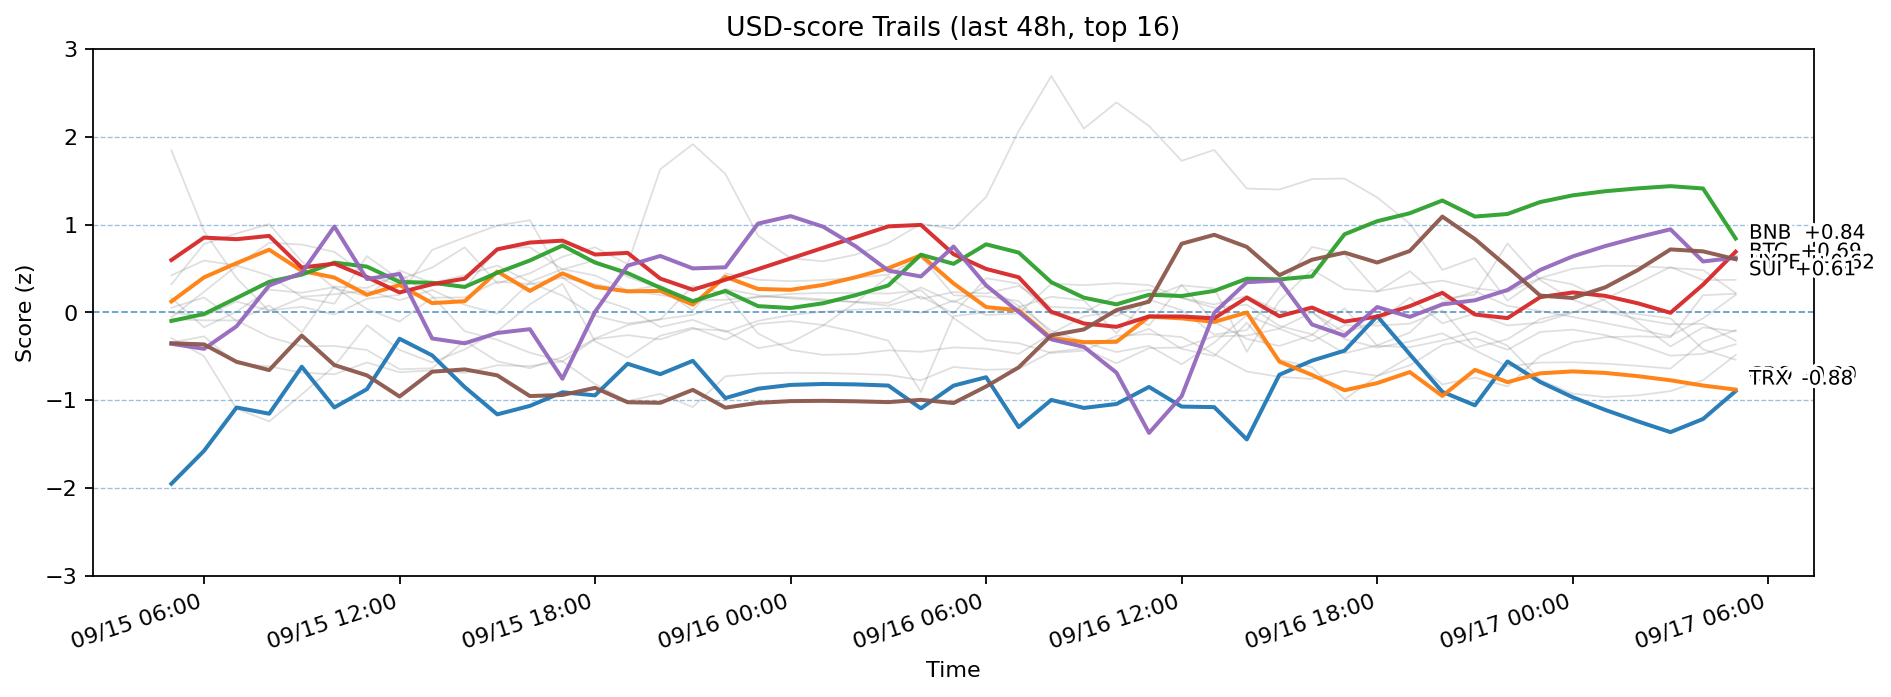 USD-score Trails (last 48h, top 16)
Score (z)
3
2
1
0
−1
−2
−3
BNB +0.84
BTC +0.69
SUI +0.61
TRX -0.88
09/15 06:00
09/15 12:00
09/15 18:00
09/16 00:00
09/16 06:00
09/16 12:00
09/16 18:00
09/17 00:00
09/17 06:00
Time